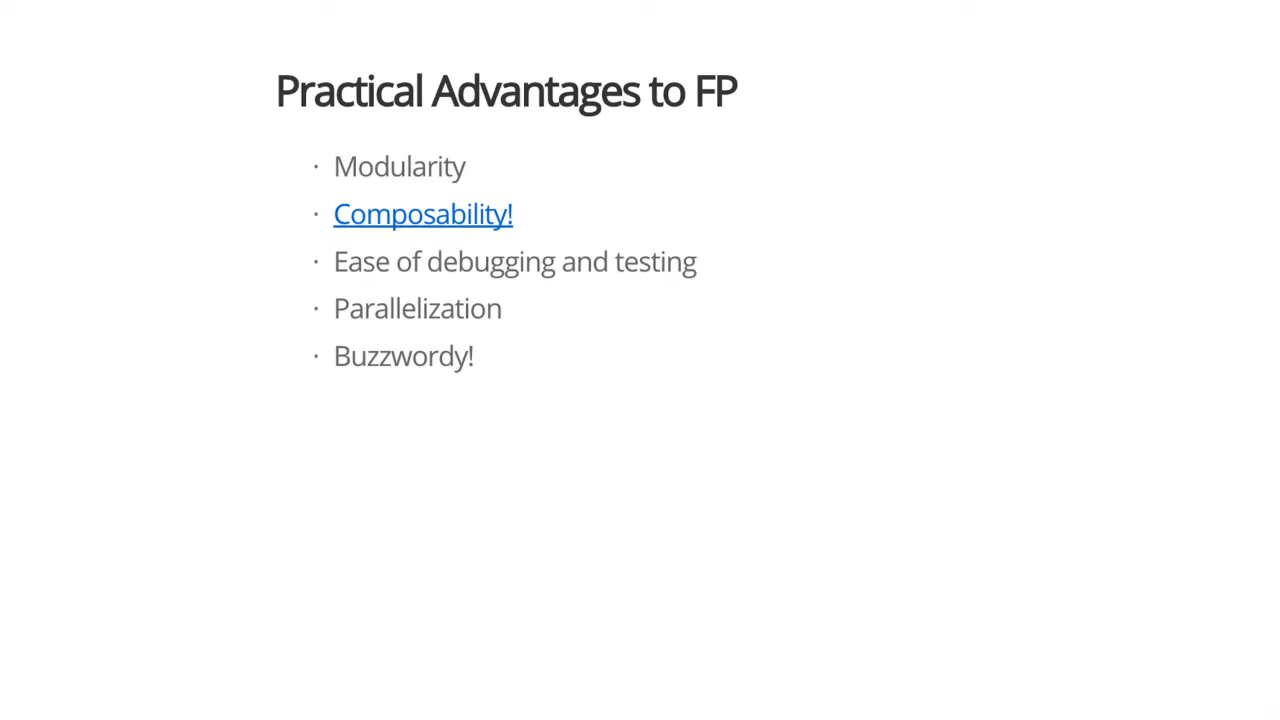 Practical Advantages to FP
· Modularity
· Composability!
· Ease of debugging and testing
· Parallelization
· Buzzwordy!